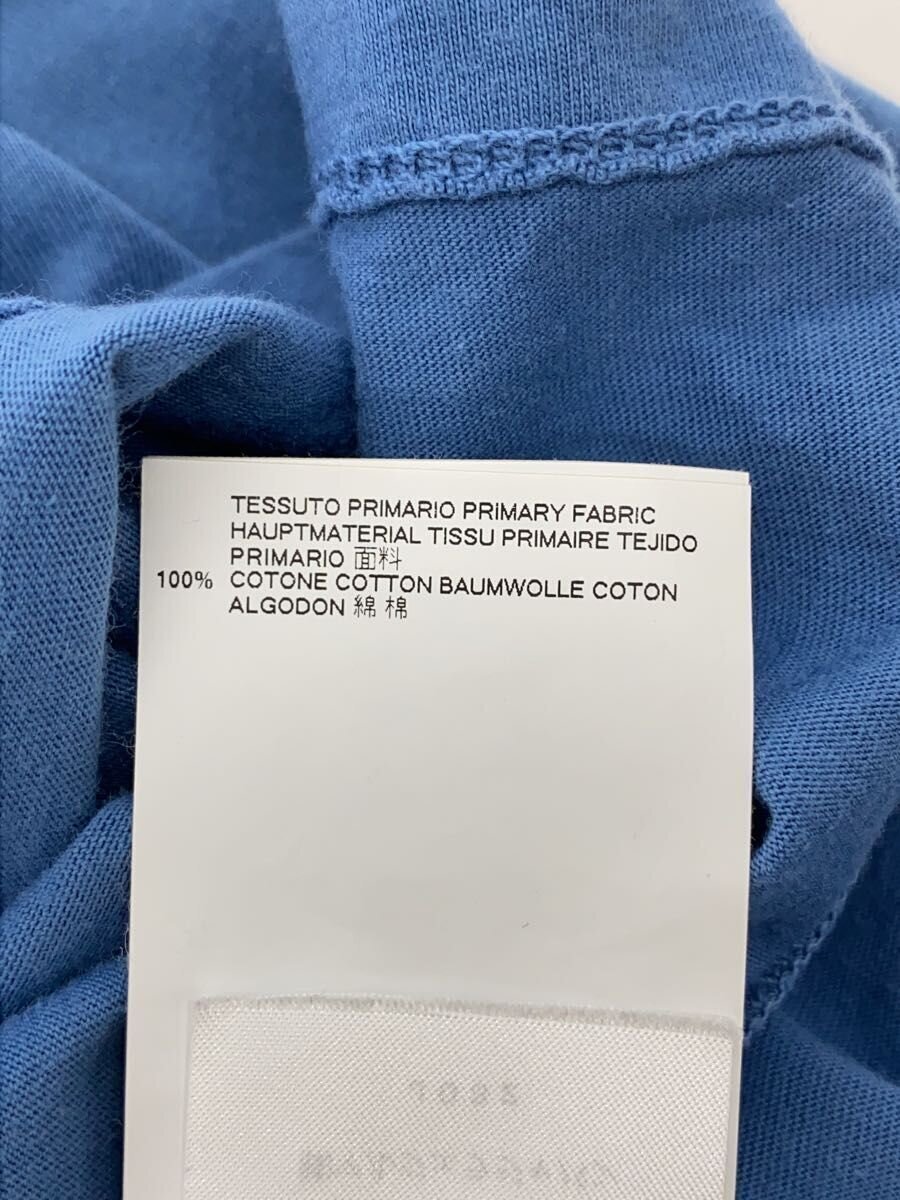 TESSUTO PRIMARIO PRIMARY FABRIC
HAUPTMATERIAL TISSU PRIMAIRE TEJIDO
PRIMARIO 面料
100% COTONE COTTON BAUMWOLLE COTON
ALGODON 綿 棉